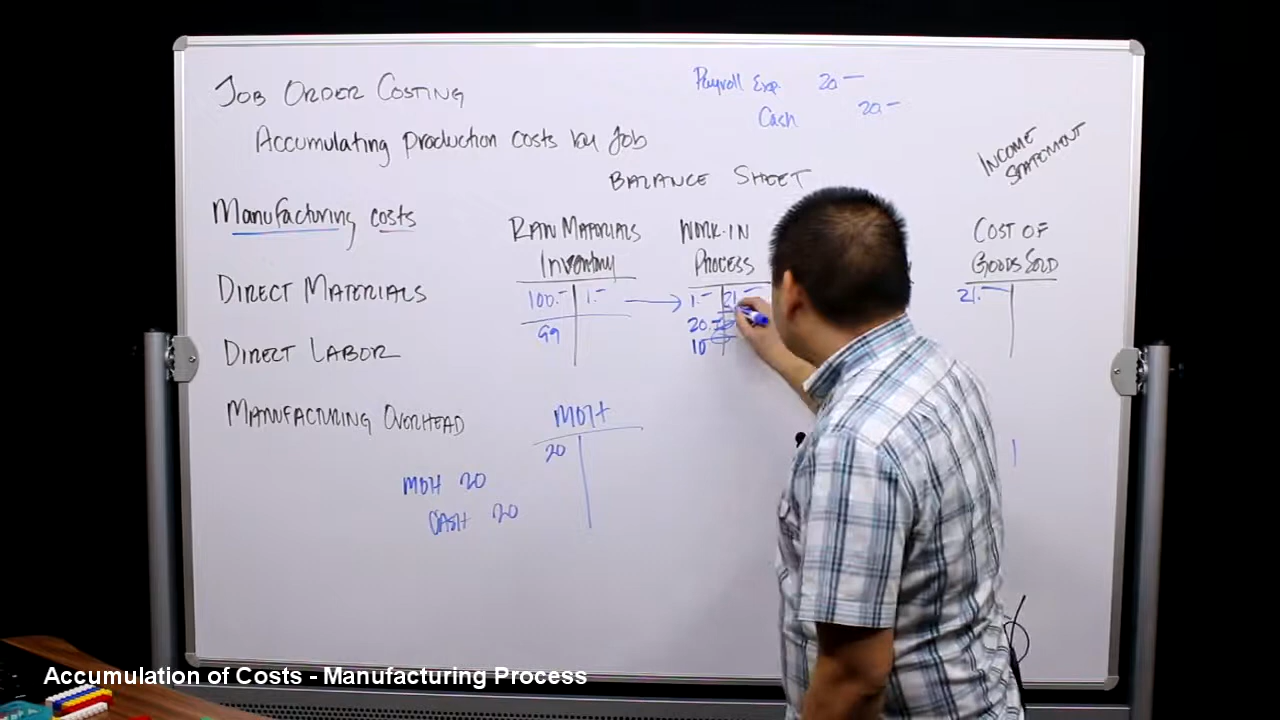 JOB ORDER COSTING
Payroll Exp. 20.—
Cash 20.—
Accumulating production costs by Job
BALANCE SHEET
INCOME
STATEMENT
Manufacturing costs
RAW MATERIALS
Inventory
WORK-IN
PROCESS
COST OF
GOODS SOLD
DIRECT MATERIALS
100.— 1.—
1.— 21.—
21.—
20.—
99
10
DIRECT LABOR
MANUFACTURING OVERHEAD
MOH
20
MOH 20
CASH 20
Accumulation of Costs - Manufacturing Process